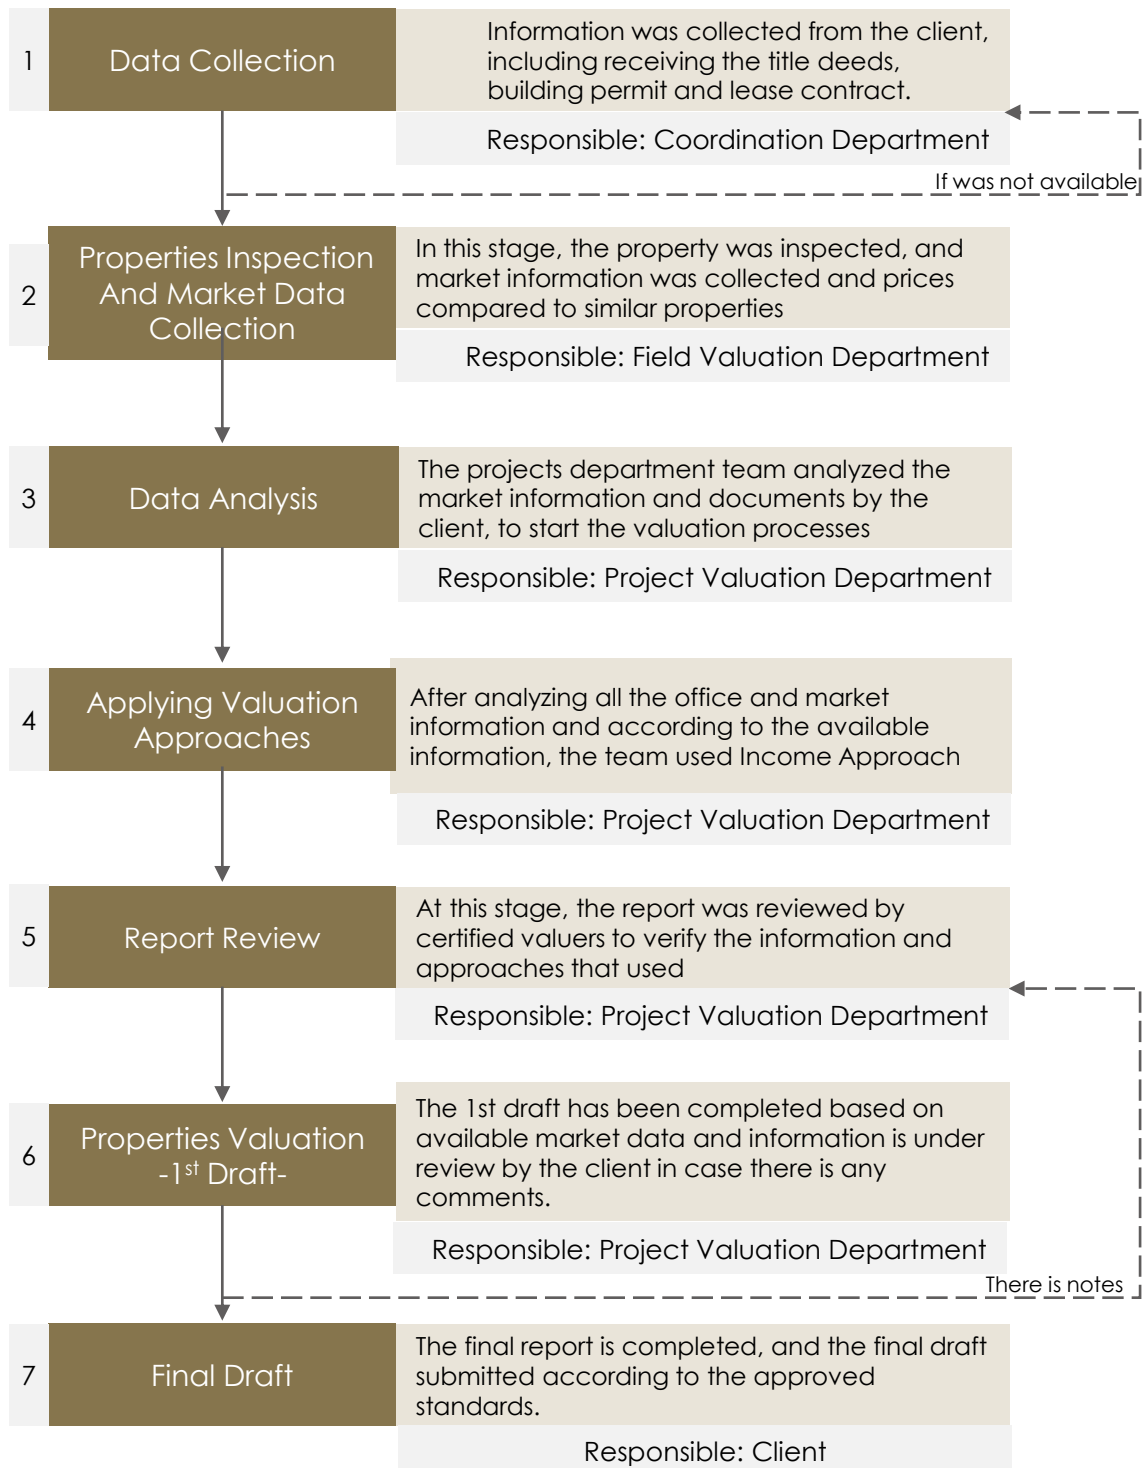 1
Data Collection
Information was collected from the client,
including receiving the title deeds,
building permit and lease contract.
Responsible: Coordination Department
If was not available
2
Properties Inspection
And Market Data
Collection
In this stage, the property was inspected, and
market information was collected and prices
compared to similar properties
Responsible: Field Valuation Department
3
Data Analysis
The projects department team analyzed the
market information and documents by the
client, to start the valuation processes
Responsible: Project Valuation Department
4
Applying Valuation
Approaches
After analyzing all the office and market
information and according to the available
information, the team used Income Approach
Responsible: Project Valuation Department
5
Report Review
At this stage, the report was reviewed by
certified valuers to verify the information and
approaches that used
Responsible: Project Valuation Department
6
Properties Valuation
-1st Draft-
The 1st draft has been completed based on
available market data and information is under
review by the client in case there is any
comments.
Responsible: Project Valuation Department
There is notes
7
Final Draft
The final report is completed, and the final draft
submitted according to the approved
standards.
Responsible: Client